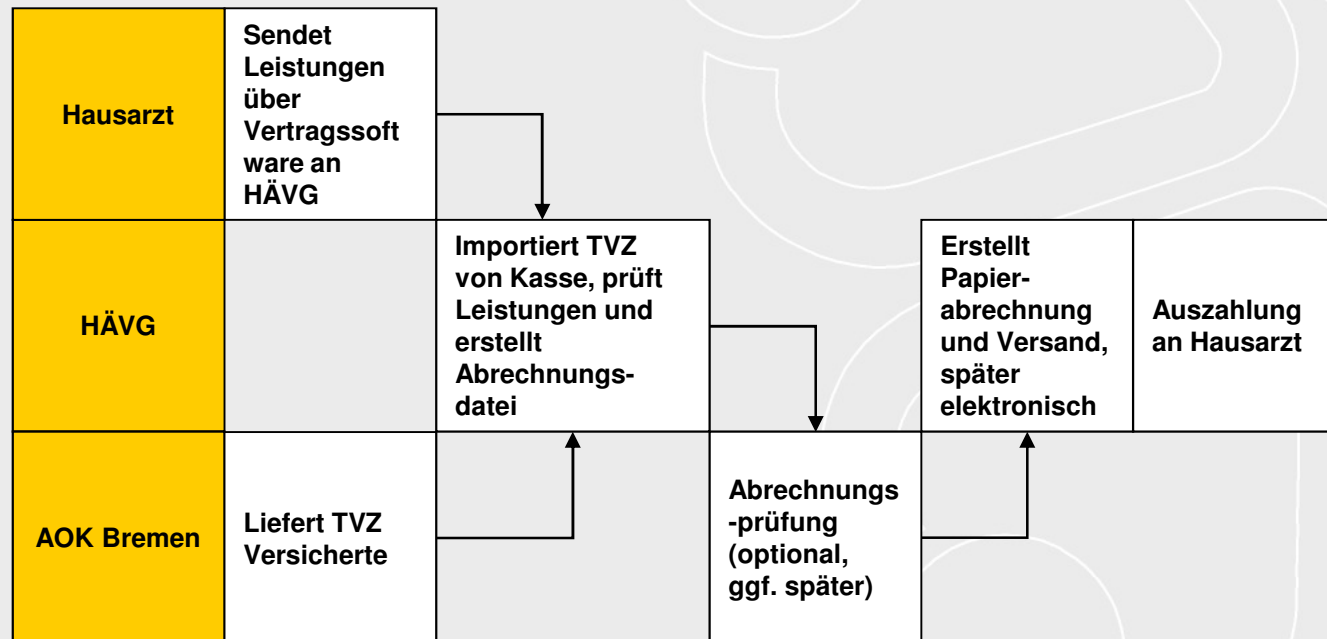 Hausarzt
Sendet
Leistungen
über
Vertragssoft
ware an
HÄVG
HÄVG
Importiert TVZ
von Kasse, prüft
Leistungen und
erstellt
Abrechnungs-
datei
Erstellt
Papier-
abrechnung
und Versand,
später
elektronisch
Auszahlung
an Hausarzt
AOK Bremen
Liefert TVZ
Versicherte
Abrechnungs
-prüfung
(optional,
ggf. später)